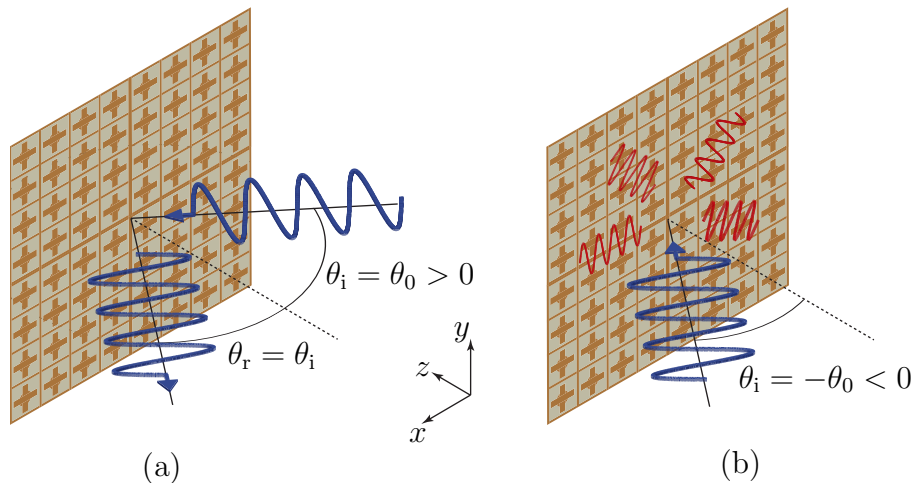 θi = θ0 > 0
θr = θi
y
z
x
(a)
θi = −θ0 < 0
(b)